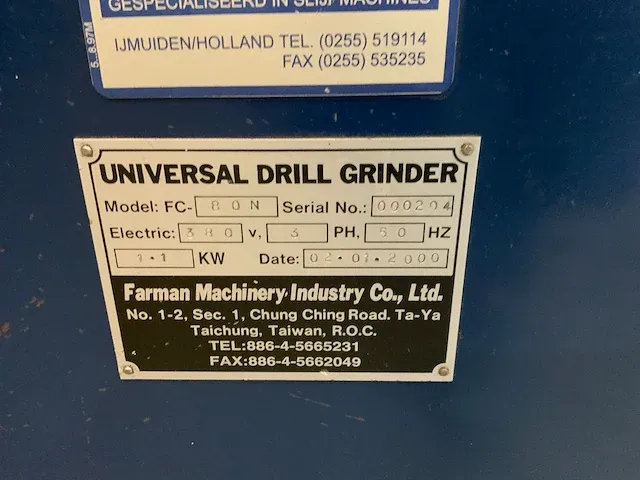 GESPECIALISEERD IN SLIJPMACHINES
IJMUIDEN/HOLLAND TEL. (0255) 519114
FAX (0255) 535235
5. 8.97M
UNIVERSAL DRILL GRINDER
Model: FC- 80N Serial No.: 000204
Electric: 380 V, 3 PH, 50 HZ
1.1 KW Date: 02.01.2000
Farman Machinery Industry Co., Ltd.
No. 1-2, Sec. 1, Chung Ching Road. Ta-Ya
Taichung, Taiwan, R.O.C.
TEL:886-4-5665231
FAX:886-4-5662049